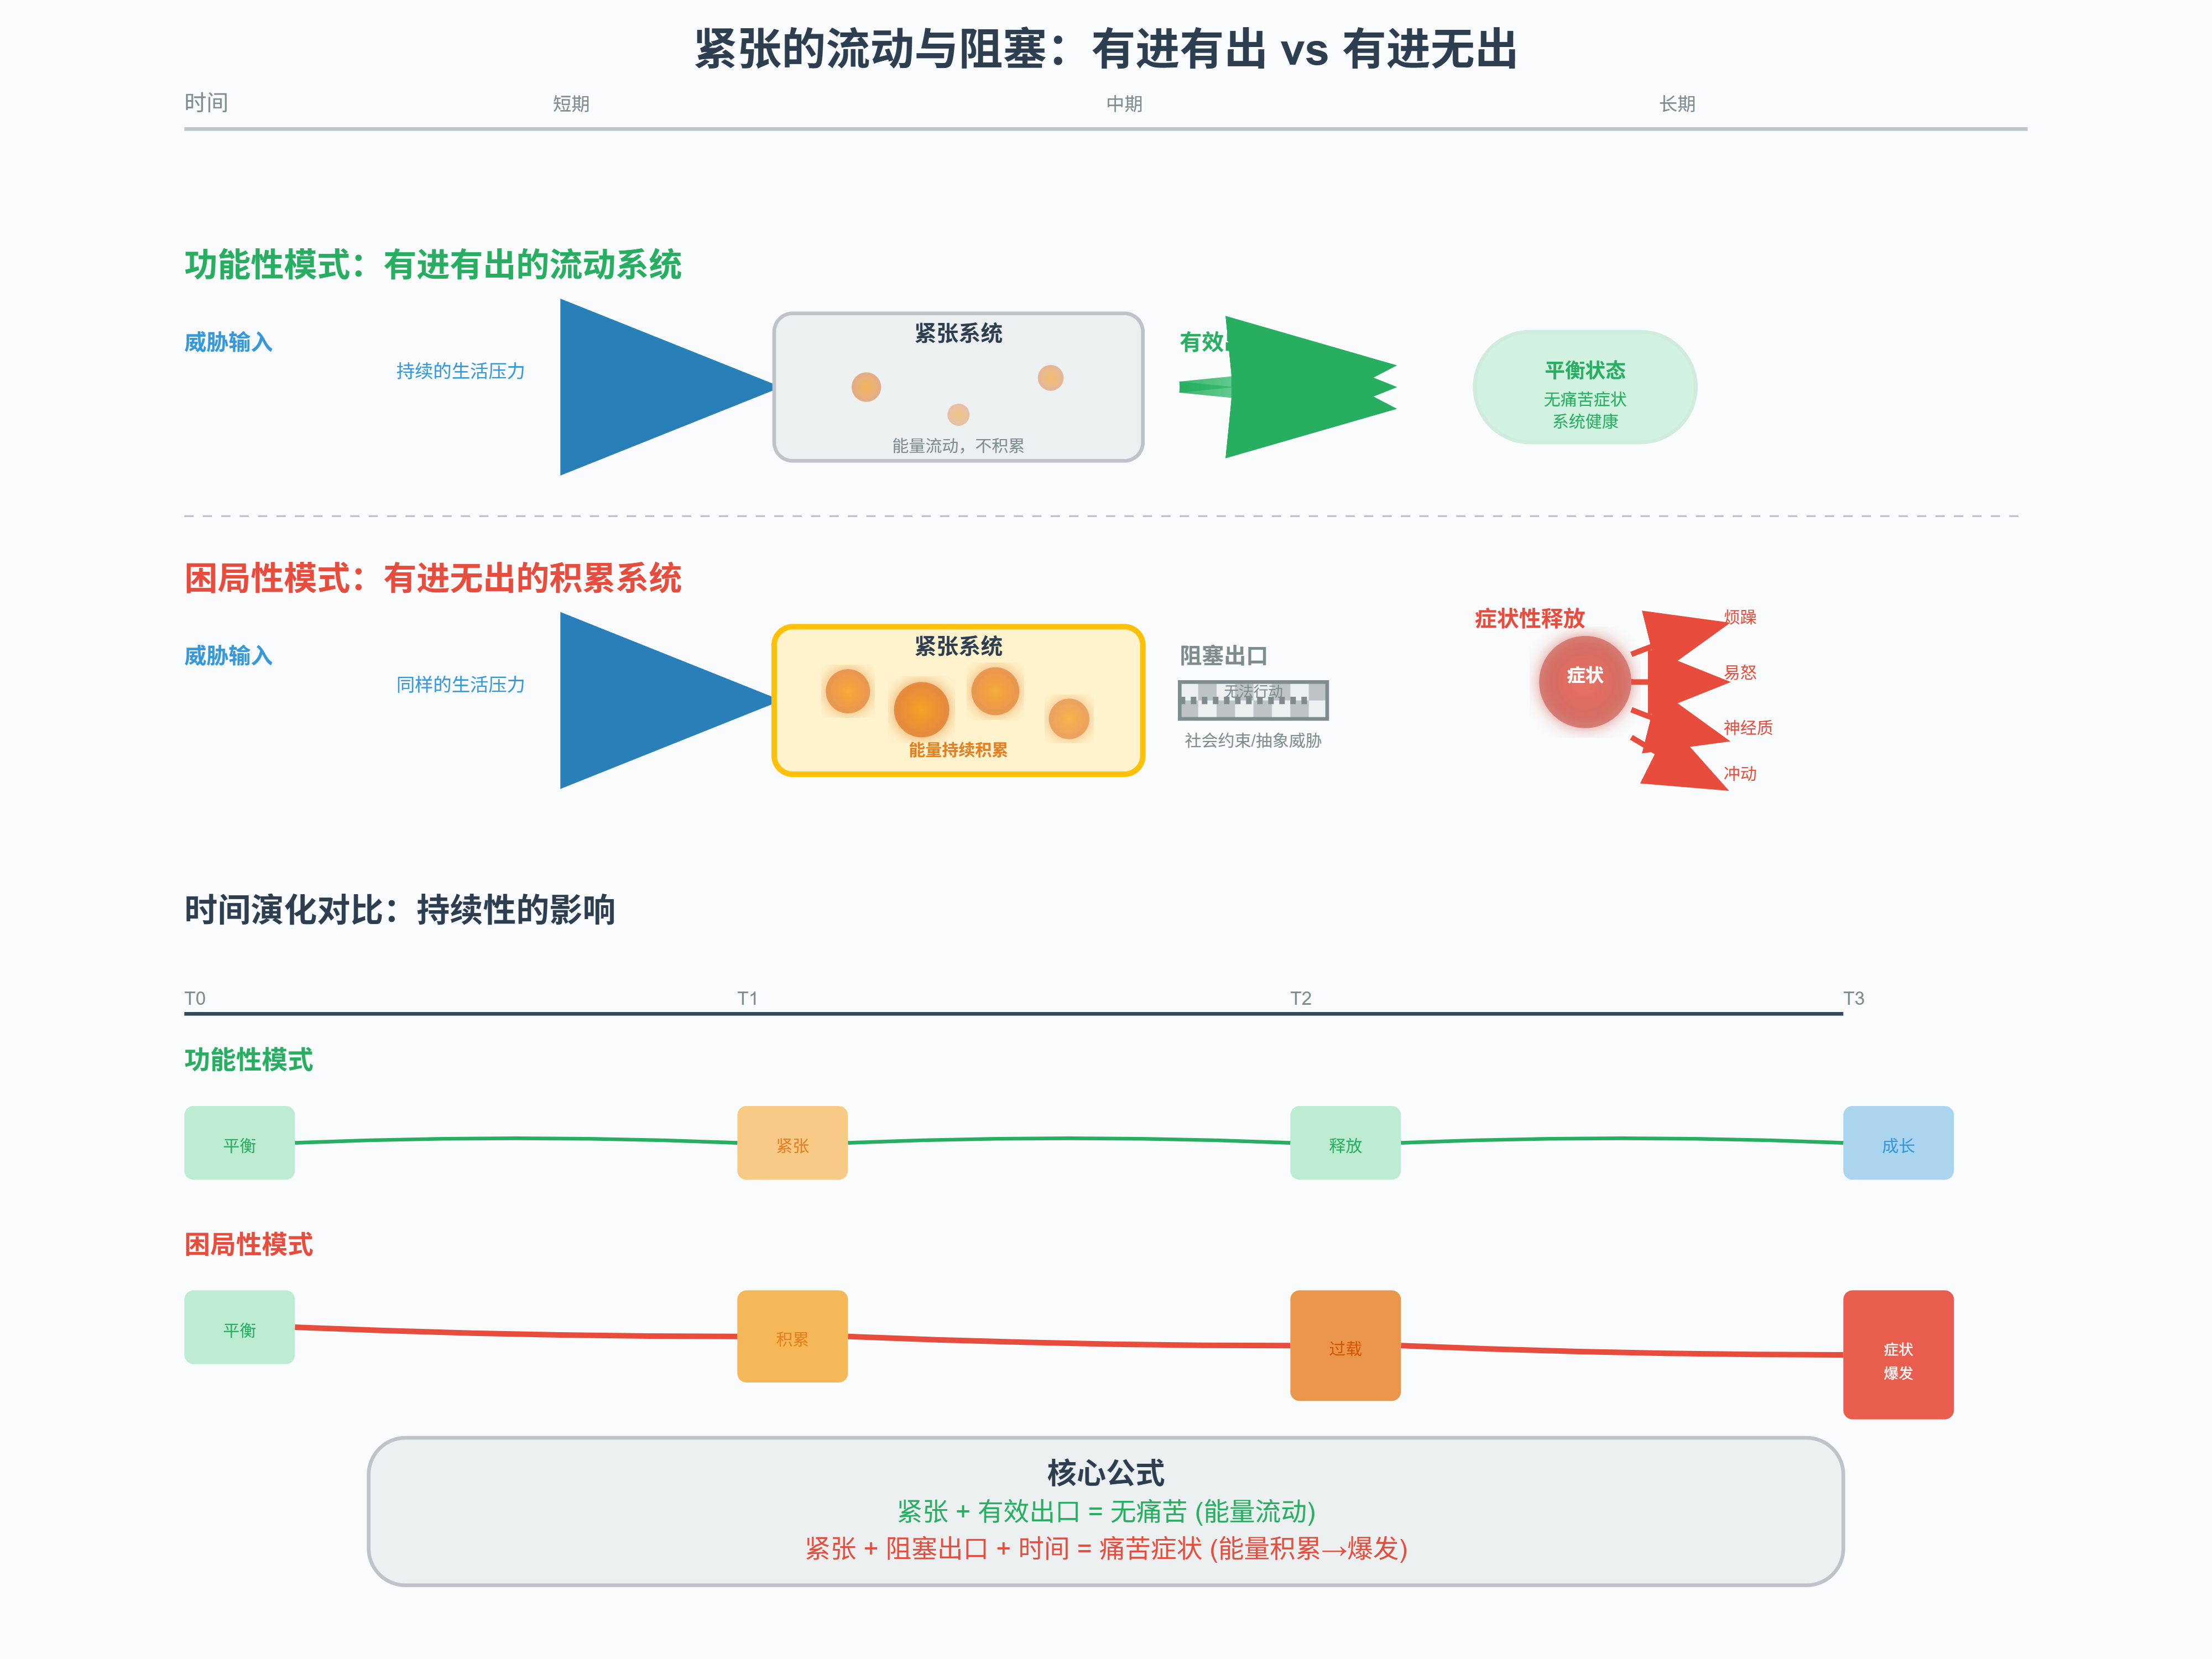 紧张的流动与阻塞：有进有出 vs 有进无出
时间
短期
中期
长期
功能性模式：有进有出的流动系统
威胁输入
持续的生活压力
紧张系统
能量流动，不积累
有效
平衡状态
无痛苦症状
系统健康
困局性模式：有进无出的积累系统
威胁输入
同样的生活压力
紧张系统
能量持续积累
阻塞出口
无法行动
社会约束/抽象威胁
症状性释放
症状
烦躁
易怒
神经质
冲动
时间演化对比：持续性的影响
T0
T1
T2
T3
功能性模式
平衡
紧张
释放
成长
困局性模式
平衡
积累
过载
症状
爆发
核心公式
紧张 + 有效出口 = 无痛苦 (能量流动)
紧张 + 阻塞出口 + 时间 = 痛苦症状 (能量积累→爆发)